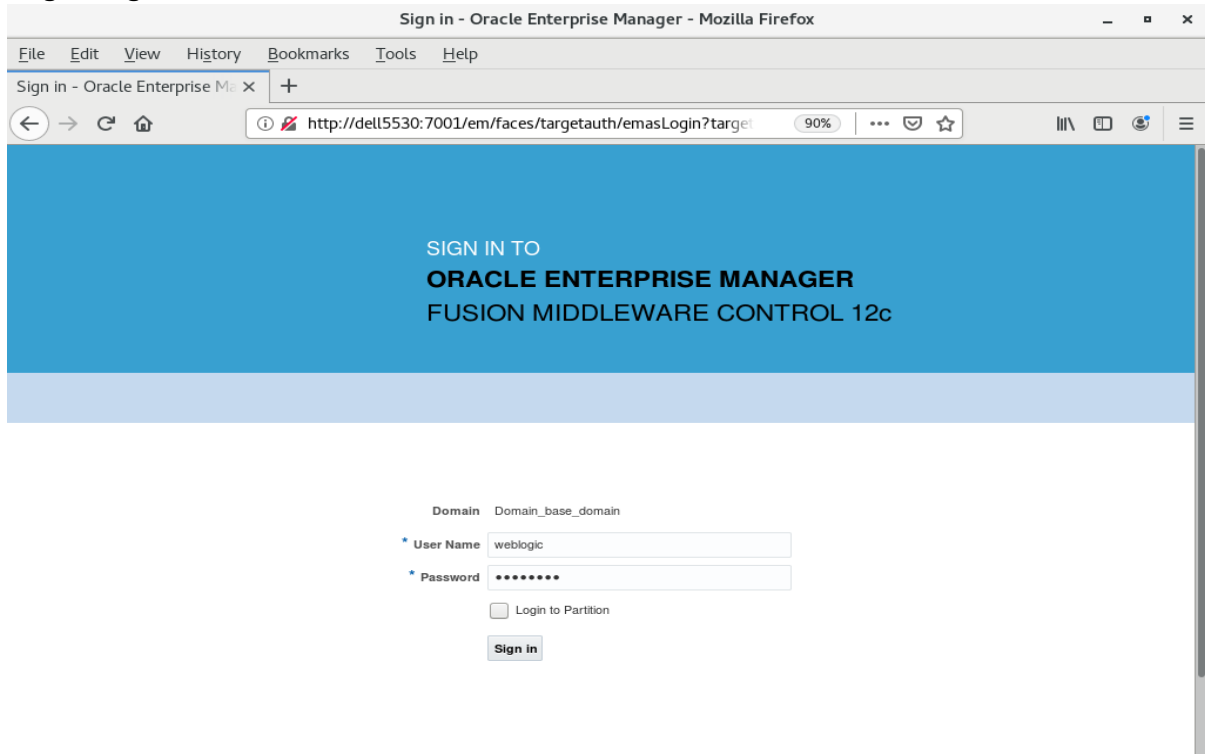 Sign in - Oracle Enterprise Manager - Mozilla Firefox
File Edit View History Bookmarks Tools Help
Sign in - Oracle Enterprise Ma
http://dell5530:7001/em/faces/targetauth/emasLogin?target 90%
SIGN IN TO
ORACLE ENTERPRISE MANAGER
FUSION MIDDLEWARE CONTROL 12c
Domain Domain_base_domain
* User Name weblogic
* Password ••••••••
Login to Partition
Sign in